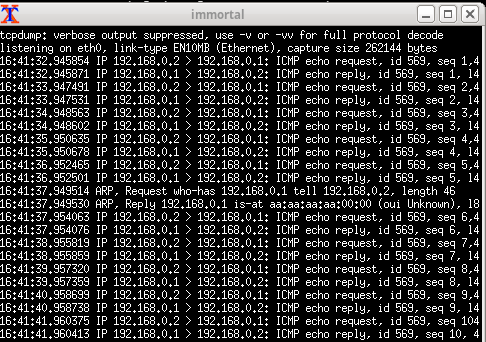 immortal
tcpdump: verbose output suppressed, use -v or -vv for full protocol decode
listening on eth0, link-type EN10MB (Ethernet), capture size 262144 bytes
16:41:32.945854 IP 192.168.0.2 > 192.168.0.1: ICMP echo request, id 569, seq 1,4
16:41:32.945871 IP 192.168.0.1 > 192.168.0.2: ICMP echo reply, id 569, seq 1, 14
16:41:33.947491 IP 192.168.0.2 > 192.168.0.1: ICMP echo request, id 569, seq 2,4
16:41:33.947531 IP 192.168.0.1 > 192.168.0.2: ICMP echo reply, id 569, seq 2, 14
16:41:34.948563 IP 192.168.0.2 > 192.168.0.1: ICMP echo request, id 569, seq 3,4
16:41:34.948602 IP 192.168.0.1 > 192.168.0.2: ICMP echo reply, id 569, seq 3, 14
16:41:35.950635 IP 192.168.0.2 > 192.168.0.1: ICMP echo request, id 569, seq 4,4
16:41:35.950678 IP 192.168.0.1 > 192.168.0.2: ICMP echo reply, id 569, seq 4, 14
16:41:36.952465 IP 192.168.0.2 > 192.168.0.1: ICMP echo request, id 569, seq 5,4
16:41:36.952501 IP 192.168.0.1 > 192.168.0.2: ICMP echo reply, id 569, seq 5, 14
16:41:37.949514 ARP, Request who-has 192.168.0.1 tell 192.168.0.2, length 46
16:41:37.949530 ARP, Reply 192.168.0.1 is-at aa:aa:aa:aa:00:00 (oui Unknown), l8
16:41:37.954063 IP 192.168.0.2 > 192.168.0.1: ICMP echo request, id 569, seq 6,4
16:41:37.954076 IP 192.168.0.1 > 192.168.0.2: ICMP echo reply, id 569, seq 6, 14
16:41:38.955819 IP 192.168.0.2 > 192.168.0.1: ICMP echo request, id 569, seq 7,4
16:41:38.955859 IP 192.168.0.1 > 192.168.0.2: ICMP echo reply, id 569, seq 7, 14
16:41:39.957320 IP 192.168.0.2 > 192.168.0.1: ICMP echo request, id 569, seq 8,4
16:41:39.957359 IP 192.168.0.1 > 192.168.0.2: ICMP echo reply, id 569, seq 8, 14
16:41:40.958699 IP 192.168.0.2 > 192.168.0.1: ICMP echo request, id 569, seq 9,4
16:41:40.958738 IP 192.168.0.1 > 192.168.0.2: ICMP echo reply, id 569, seq 9, 14
16:41:41.960375 IP 192.168.0.2 > 192.168.0.1: ICMP echo request, id 569, seq 104
16:41:41.960413 IP 192.168.0.1 > 192.168.0.2: ICMP echo reply, id 569, seq 10, 4